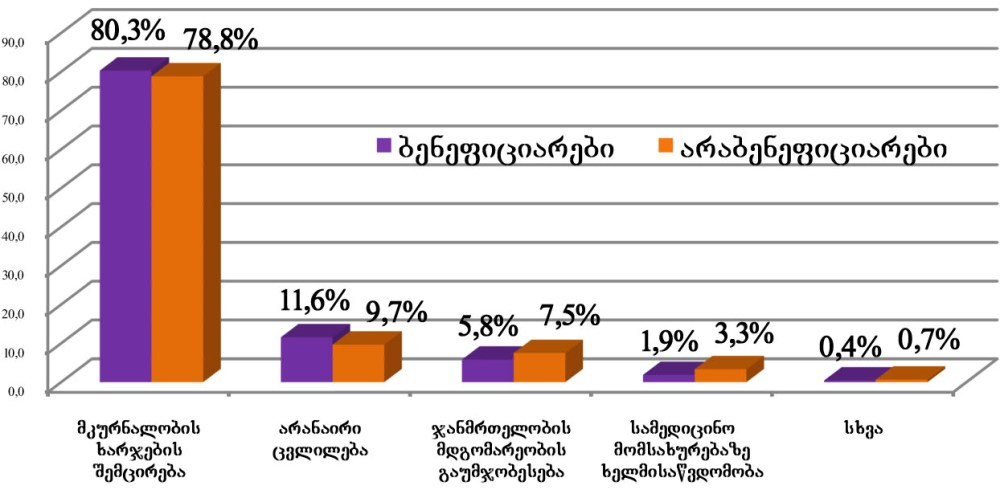 80,3%
78,8%
90,0
80,0
70,0
60,0
50,0
40,0
30,0
20,0
10,0
0,0
ბენეფიციარები
არაბენეფიციარები
11,6%
9,7%
5,8%
7,5%
1,9%
3,3%
0,4%
0,7%
მკურნალობის
ხარჯების
შემცირება
არანაირი
ცვლილება
ჯანმრთელობის
მდგომარეობის
გაუმჯობესება
სამედიცინო
მომსახურებაზე
ხელმისაწვდომობა
სხვა